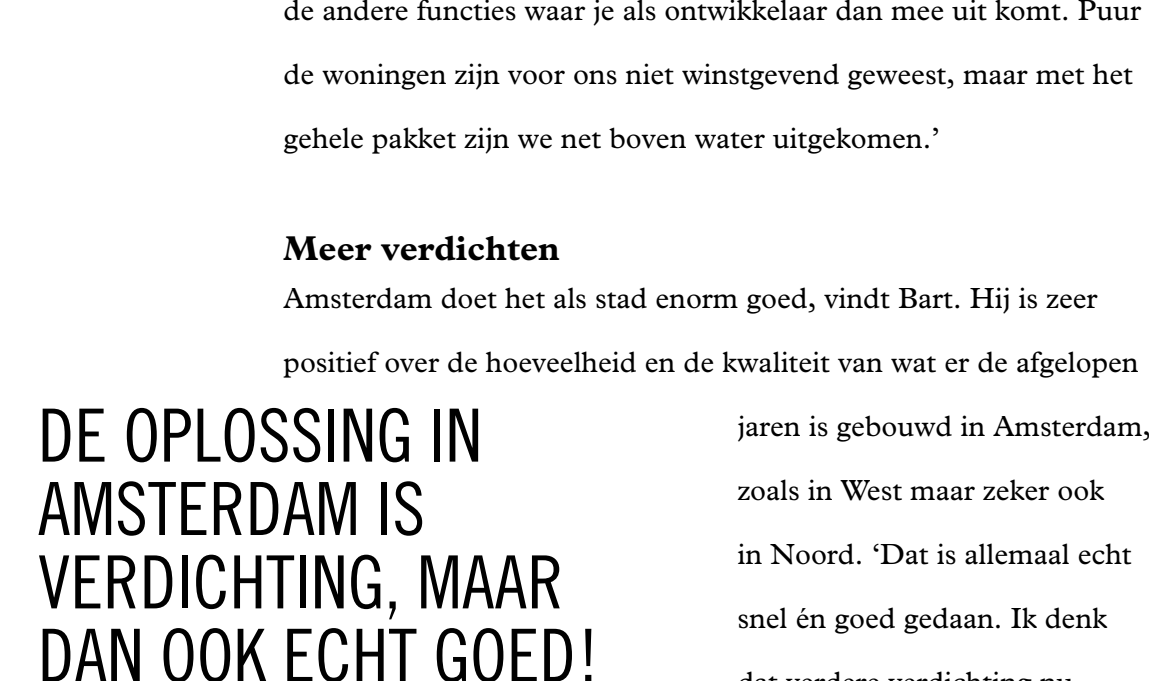 de andere functies waar je als ontwikkelaar dan mee uit komt. Puur
de woningen zijn voor ons niet winstgevend geweest, maar met het
gehele pakket zijn we net boven water uitgekomen.’
Meer verdichten
Amsterdam doet het als stad enorm goed, vindt Bart. Hij is zeer
positief over de hoeveelheid en de kwaliteit van wat er de afgelopen
jaren is gebouwd in Amsterdam,
zoals in West maar zeker ook
in Noord. ‘Dat is allemaal echt
snel én goed gedaan. Ik denk
dat verdere verdichting nu
DE OPLOSSING IN
AMSTERDAM IS
VERDICHTING, MAAR
DAN OOK ECHT GOED!